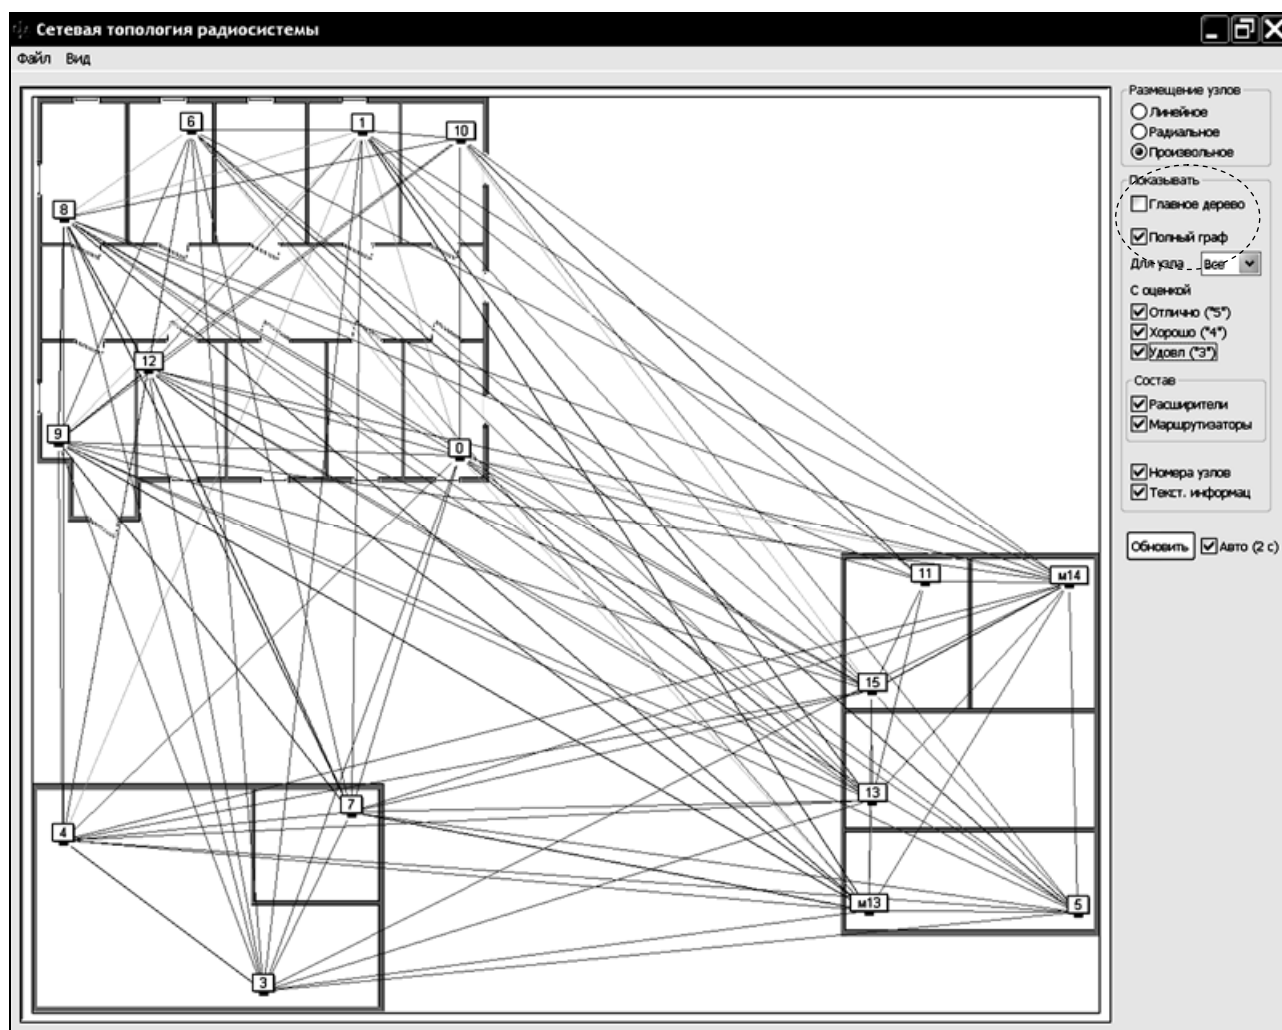 Сетевая топология радиосистемы
Файл Вид
6
1
10
8
12
9
0
11
м14
15
13
7
4
м13
5
3
Размещение узлов
Линейное
Радиальное
Произвольное
Показывать
Главное дерево
Полный граф
Для узла Все
С оценкой
Отлично ("5")
Хорошо ("4")
Удовл ("3")
Состав
Расширители
Маршрутизаторы
Номера узлов
Текст. информац
Обновить Авто (2 с)